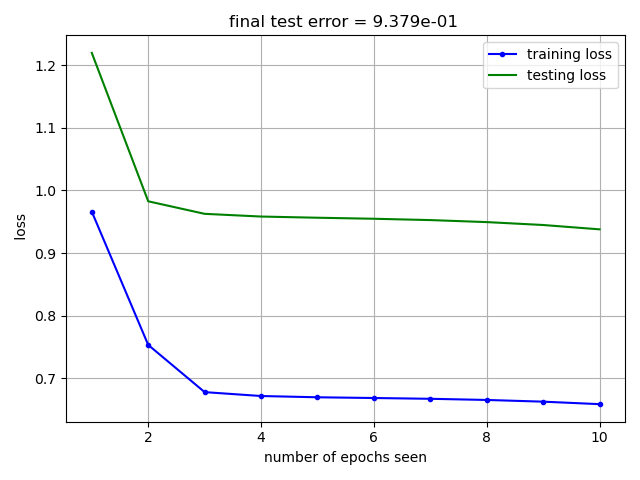 final test error = 9.379e-01
training loss
testing loss
1.2
1.1
1.0
0.9
0.8
0.7
loss
2
4
6
8
10
number of epochs seen